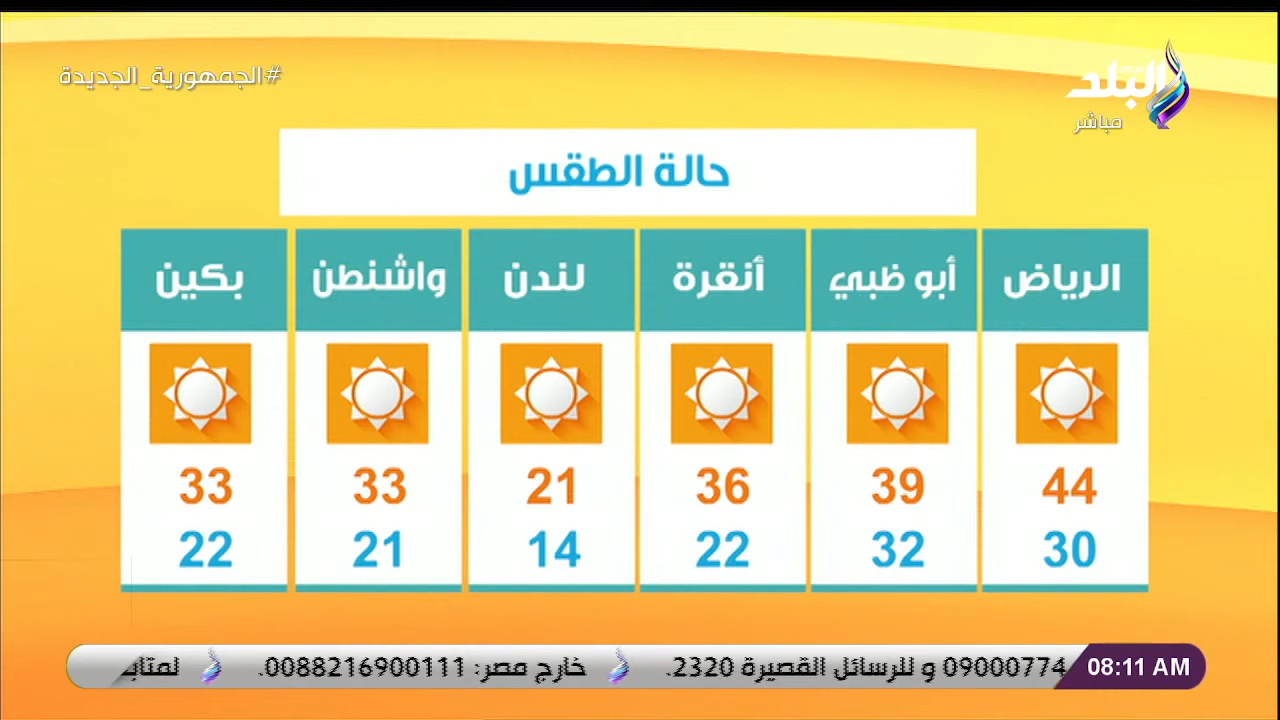 #الجمهورية_الجديدة
البلد
مباشر
حالة الطقس
الرياض
44
30
أبو ظبي
39
32
أنقرة
36
22
لندن
21
14
واشنطن
33
21
بكين
33
22
08:11 AM
09000774 و للرسائل القصيرة 2320. خارج مصر: 0088216900111.